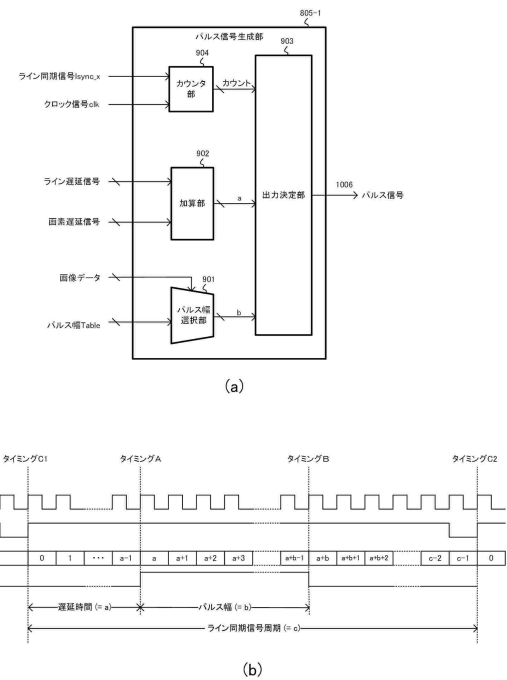 805-1
パルス信号生成部
904
903
ライン同期信号lsync_x
カウンタ部
カウント
クロック信号clk
902
ライン遅延信号
加算部
a
出力決定部
1006
パルス信号
画素遅延信号
画像データ
901
パルス幅選択部
b
パルス幅Table
(a)
タイミングC1 タイミングA タイミングB タイミングC2
0 1 ･･･ a-1 a a+1 a+2 a+3 a+b-1 a+b a+b+1 a+b+2 c-2 c-1 0
遅延時間(= a) パルス幅(= b)
ライン同期信号周期(= c)
(b)